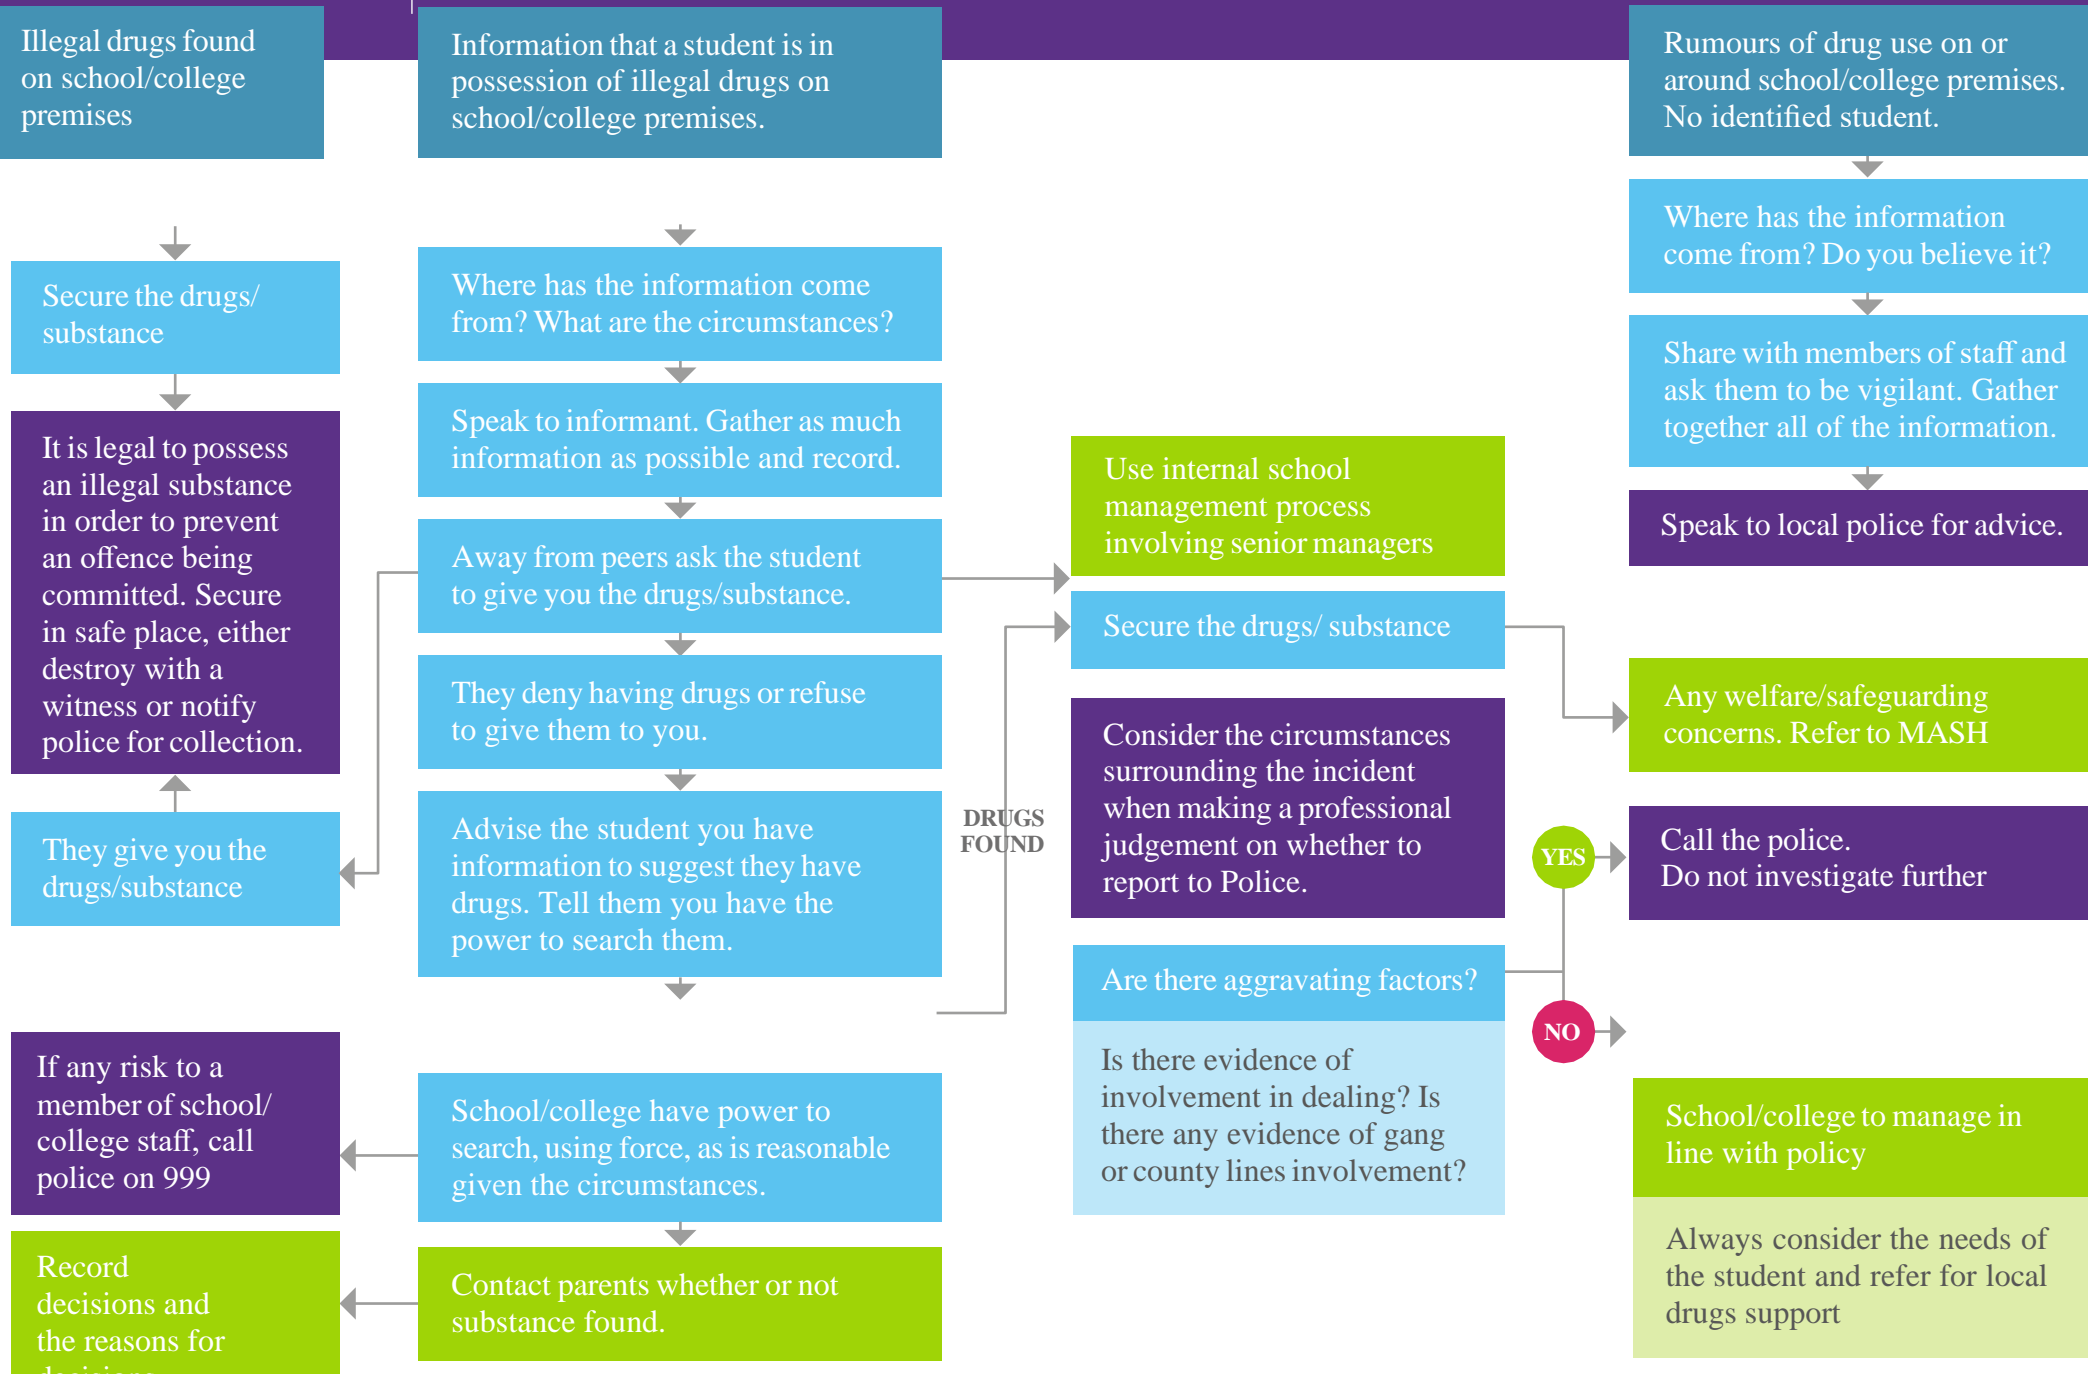 Illegal drugs found
on school/college
premises
Information that a student is in
possession of illegal drugs on
school/college premises.
Rumours of drug use on or
around school/college premises.
No identified student.
Secure the drugs/
substance
It is legal to possess
an illegal substance
in order to prevent
an offence being
committed. Secure
in safe place, either
destroy with a
witness or notify
police for collection.
They give you the
drugs/substance
If any risk to a
member of school/
college staff, call
police on 999
Record
decisions and
the reasons for
decisions
Where has the information come
from? What are the circumstances?
Speak to informant. Gather as much
information as possible and record.
Away from peers ask the student
to give you the drugs/substance.
They deny having drugs or refuse
to give them to you.
Advise the student you have
information to suggest they have
drugs. Tell them you have the
power to search them.
School/college have power to
search, using force, as is reasonable
given the circumstances.
Contact parents whether or not
substance found.
DRUGS
FOUND
Use internal school
management process
involving senior managers
Secure the drugs/ substance
Consider the circumstances
surrounding the incident
when making a professional
judgement on whether to
report to Police.
Are there aggravating factors?
Is there evidence of
involvement in dealing? Is
there any evidence of gang
or county lines involvement?
YES
NO
Where has the information
come from? Do you believe it?
Share with members of staff and
ask them to be vigilant. Gather
together all of the information.
Speak to local police for advice.
Any welfare/safeguarding
concerns. Refer to MASH
Call the police.
Do not investigate further
School/college to manage in
line with policy
Always consider the needs of
the student and refer for local
drugs support